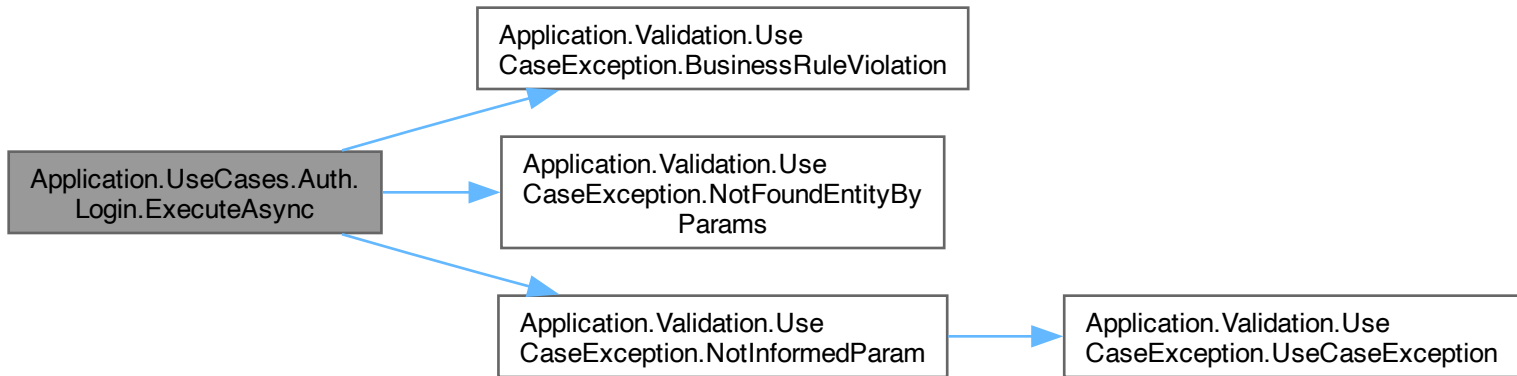 Application.Validation.Use
CaseException.BusinessRuleViolation
Application.UseCases.Auth.
Login.ExecuteAsync
Application.Validation.Use
CaseException.NotFoundEntityBy
Params
Application.Validation.Use
CaseException.NotInformedParam
Application.Validation.Use
CaseException.UseCaseException